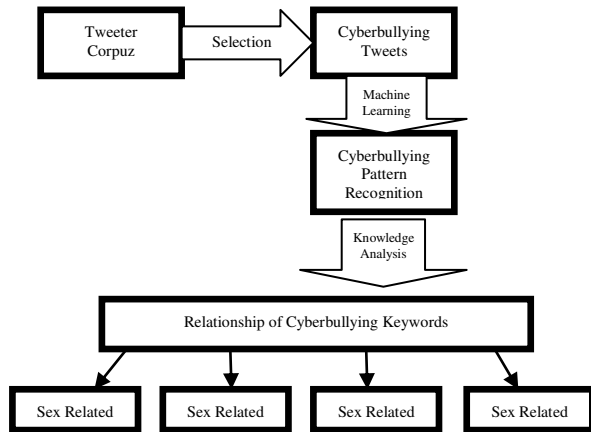 Tweeter
Corpuz
Selection
Cyberbullying
Tweets
Machine
Learning
Cyberbullying
Pattern
Recognition
Knowledge
Analysis
Relationship of Cyberbullying Keywords
Sex Related
Sex Related
Sex Related
Sex Related